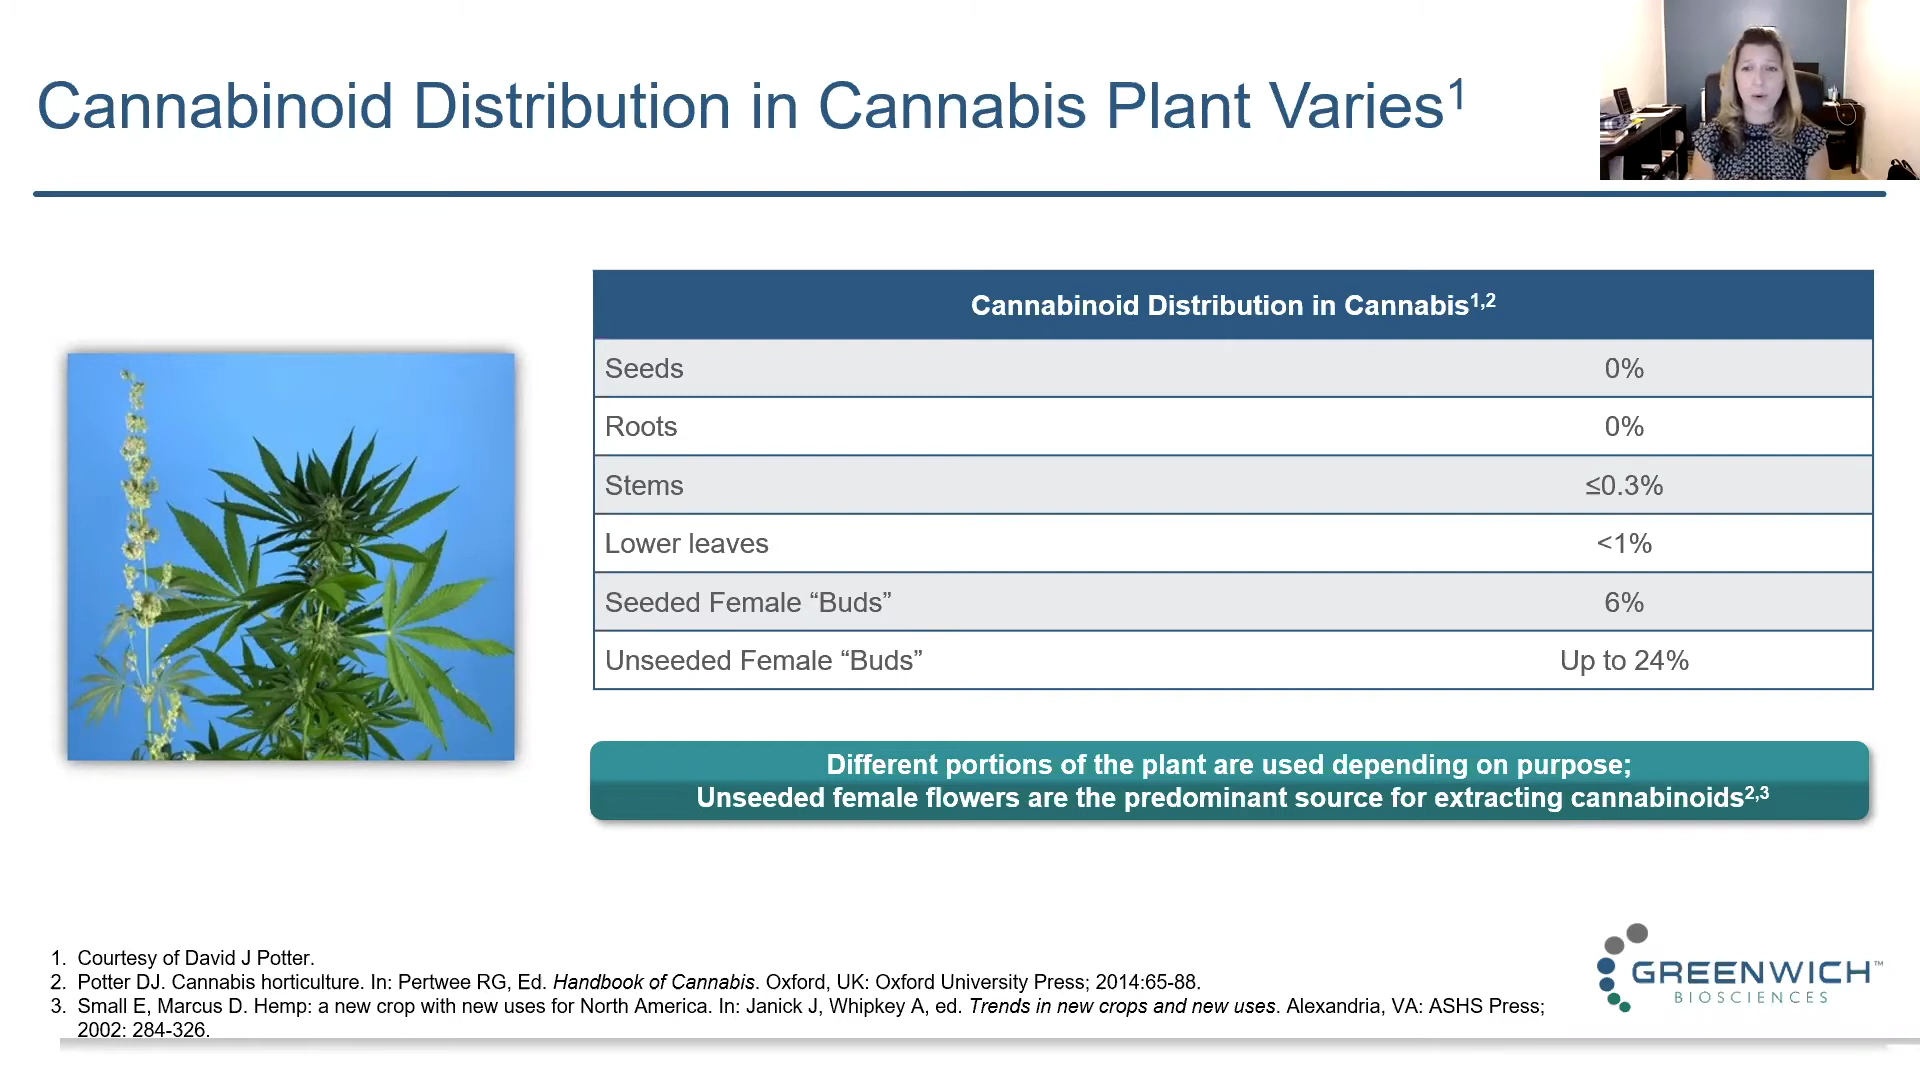 Cannabinoid Distribution in Cannabis Plant Varies1
Cannabinoid Distribution in Cannabis1,2
Seeds 0%
Roots 0%
Stems ≤0.3%
Lower leaves <1%
Seeded Female “Buds” 6%
Unseeded Female “Buds” Up to 24%
Different portions of the plant are used depending on purpose;
Unseeded female flowers are the predominant source for extracting cannabinoids2,3
1. Courtesy of David J Potter.
2. Potter DJ. Cannabis horticulture. In: Pertwee RG, Ed. Handbook of Cannabis. Oxford, UK: Oxford University Press; 2014:65-88.
3. Small E, Marcus D. Hemp: a new crop with new uses for North America. In: Janick J, Whipkey A, ed. Trends in new crops and new uses. Alexandria, VA: ASHS Press;
2002: 284-326.
GREENWICH™
BIOSCIENCES